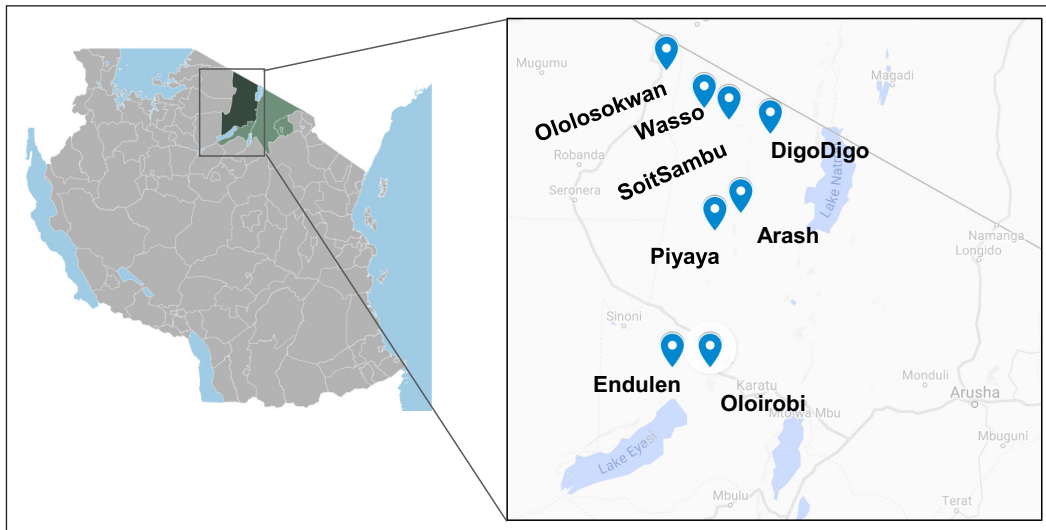 Mugumu
Magadi
Ololosokwan
Wasso
DigoDigo
Robanda
SoitSambu
Seronera
Lake Natr
Arash
Namanga
Piyaya
Longido
Sinoni
Endulen
Karatu
Monduli
Oloirobi
Arusha
Mto wa Mbu
Mbuguni
Lake Eyasi
Mbulu
Terat